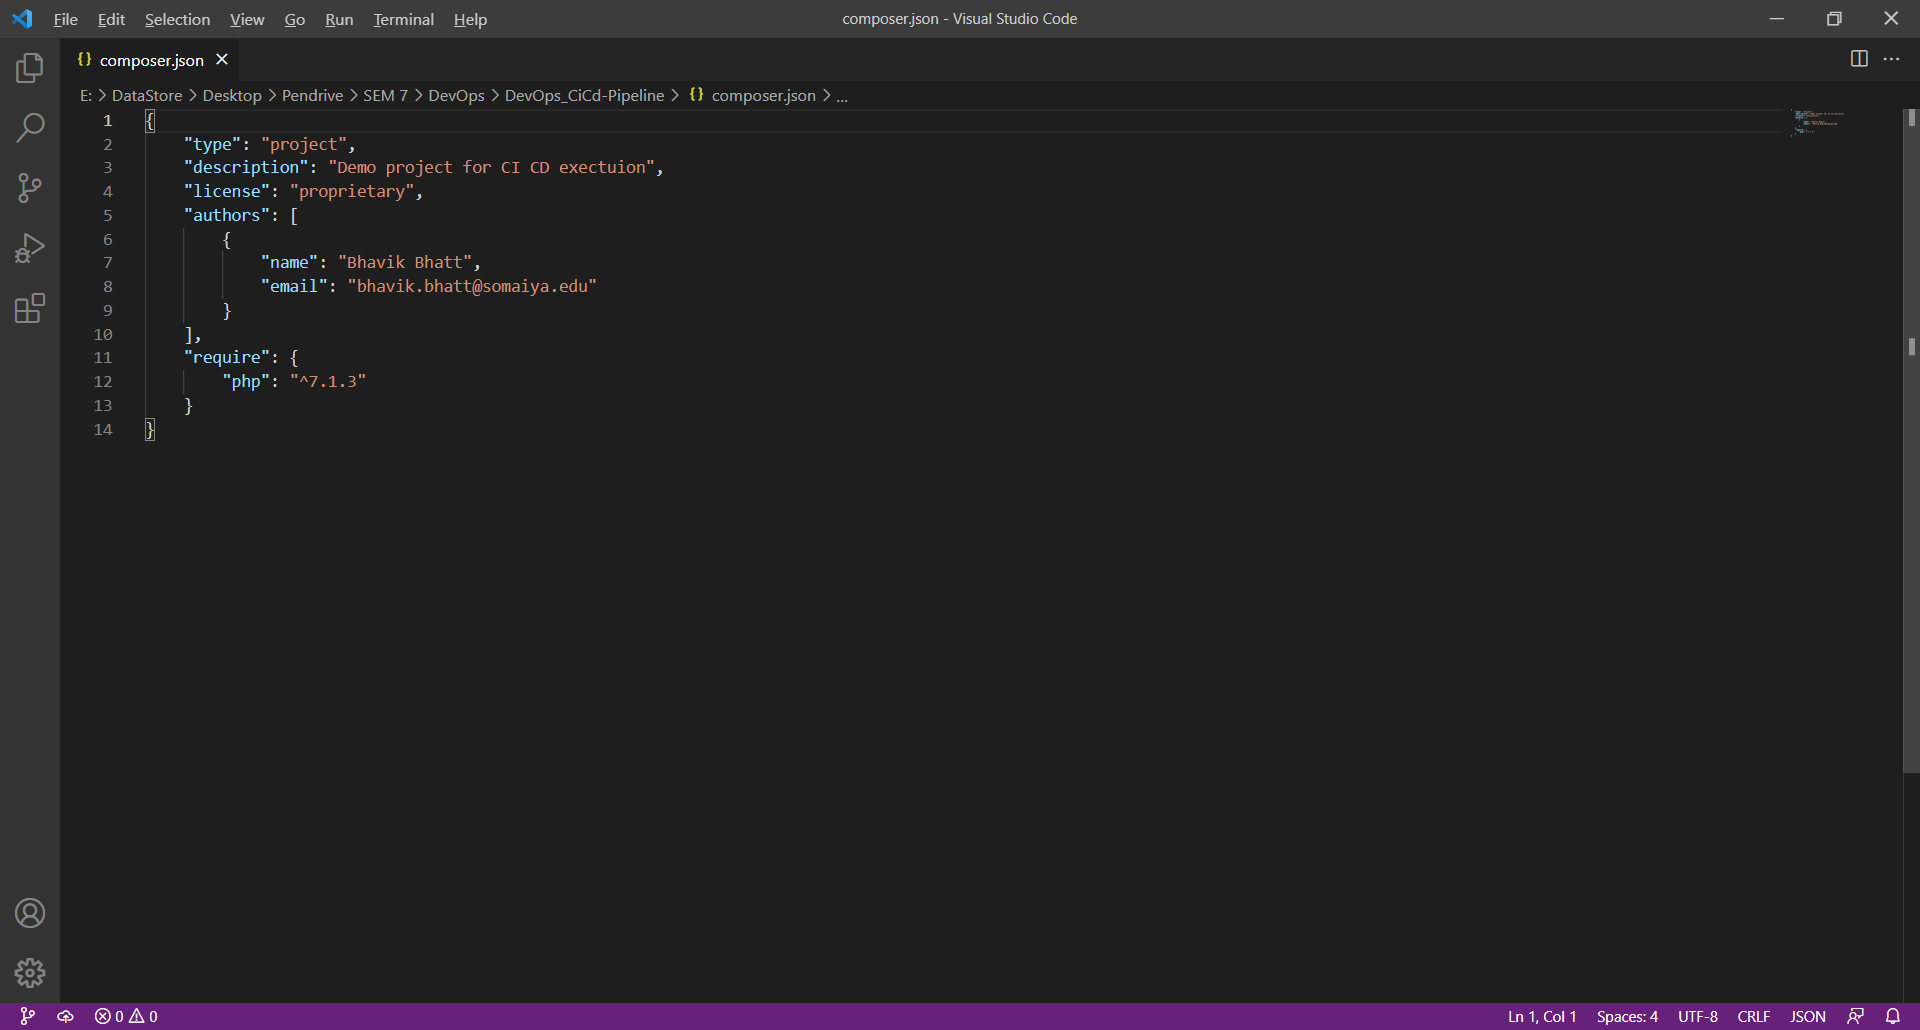 File Edit Selection View Go Run Terminal Help composer.json - Visual Studio Code
{} composer.json
E: > DataStore > Desktop > Pendrive > SEM 7 > DevOps > DevOps_CiCd-Pipeline > {} composer.json > ...
1 {
2     "type": "project",
3     "description": "Demo project for CI CD exectuion",
4     "license": "proprietary",
5     "authors": [
6         {
7             "name": "Bhavik Bhatt",
8             "email": "bhavik.bhatt@somaiya.edu"
9         }
10     ],
11     "require": {
12         "php": "^7.1.3"
13     }
14 }
0 0 Ln 1, Col 1 Spaces: 4 UTF-8 CRLF JSON